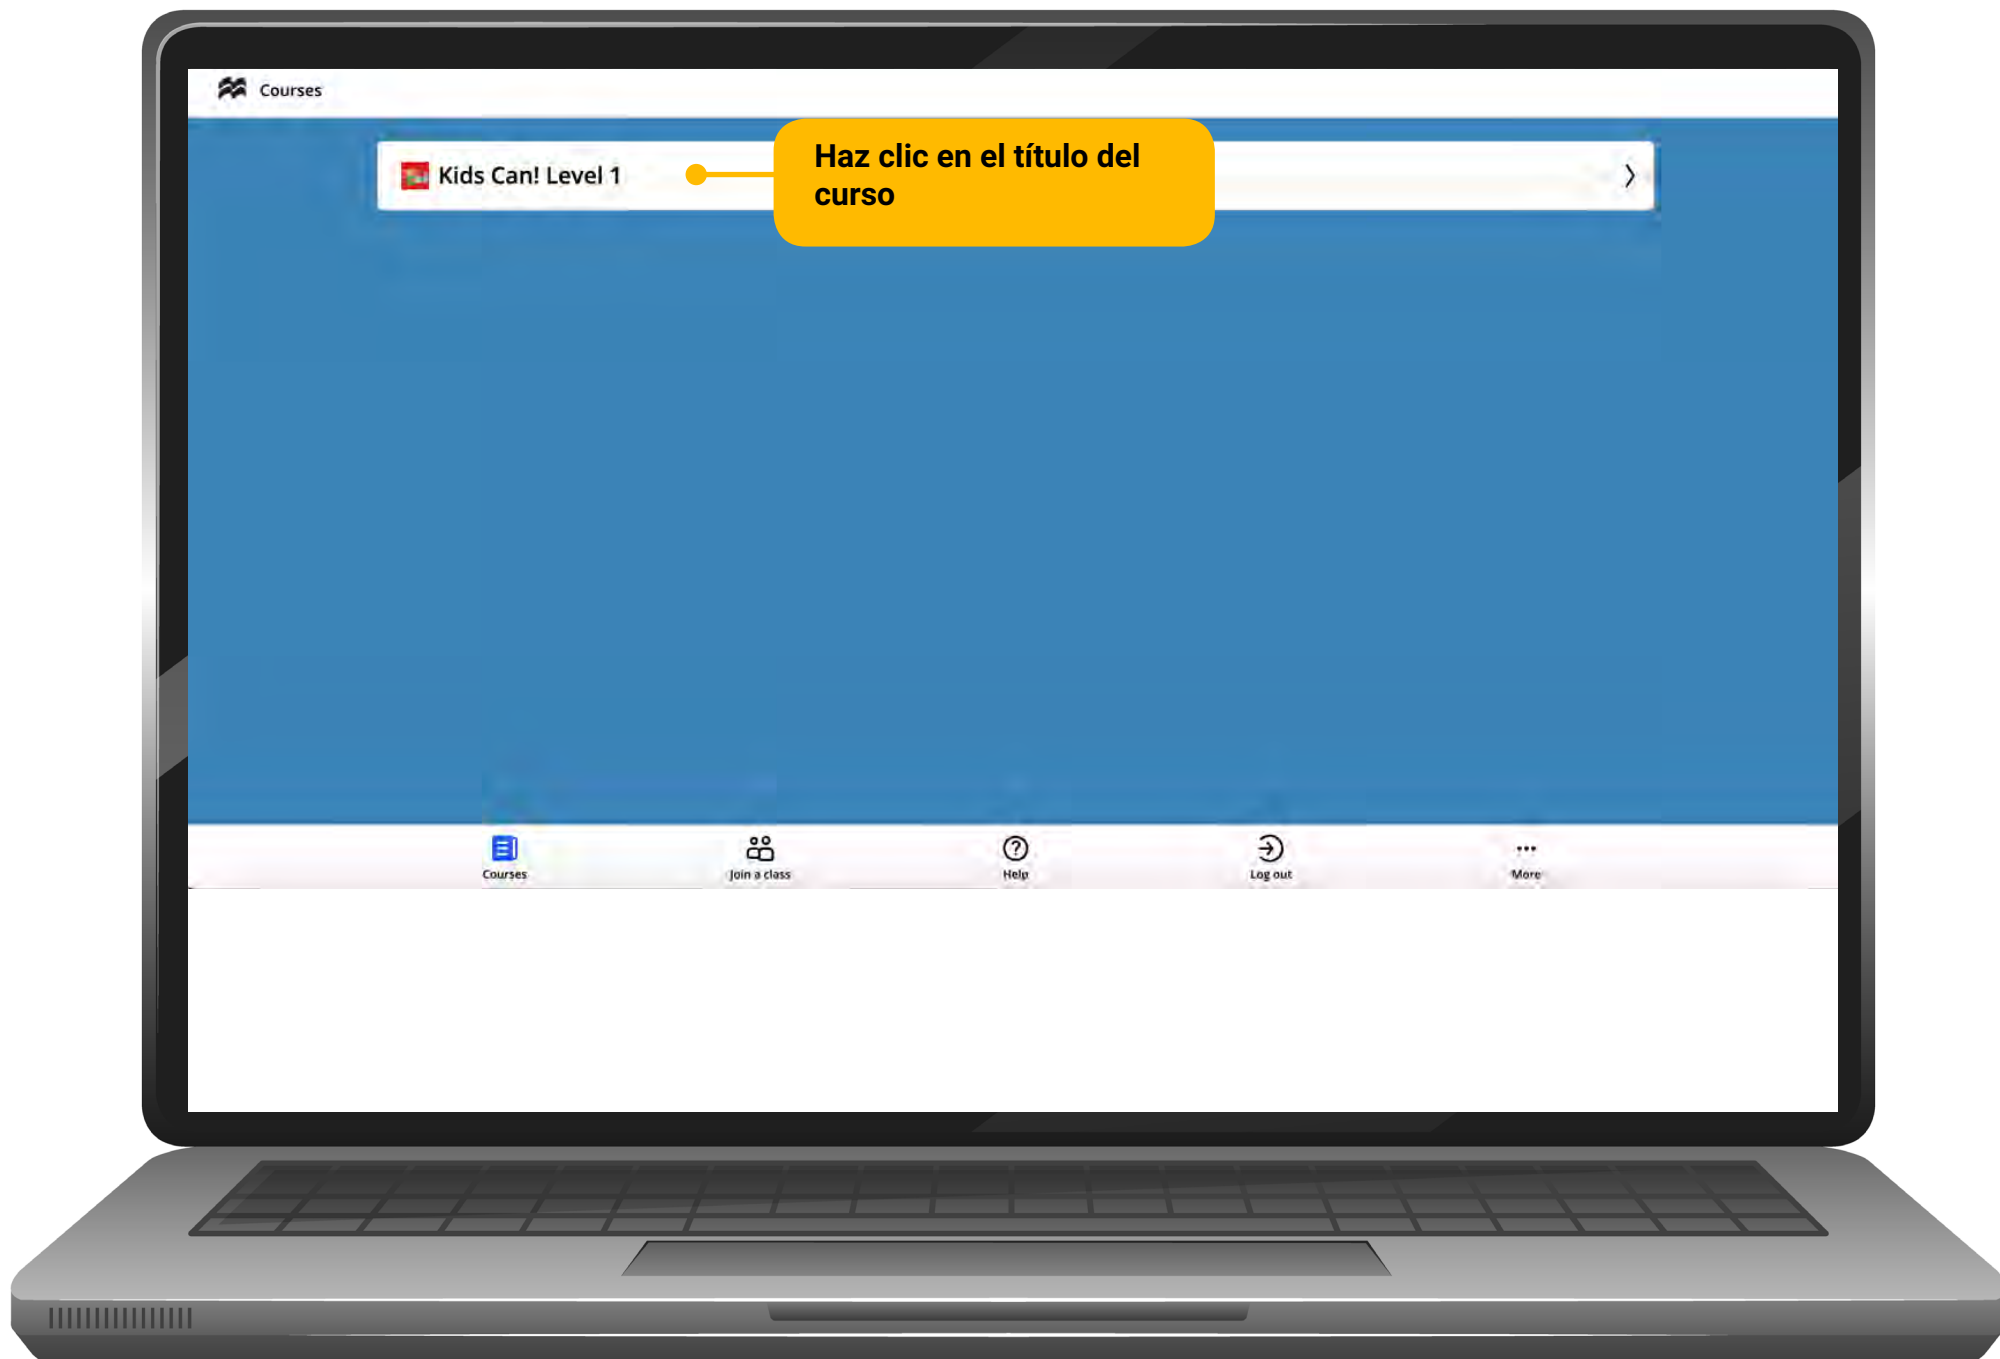 Courses
Kids Can! Level 1
Haz clic en el título del
curso
Courses
Join a class
Help
Log out
More